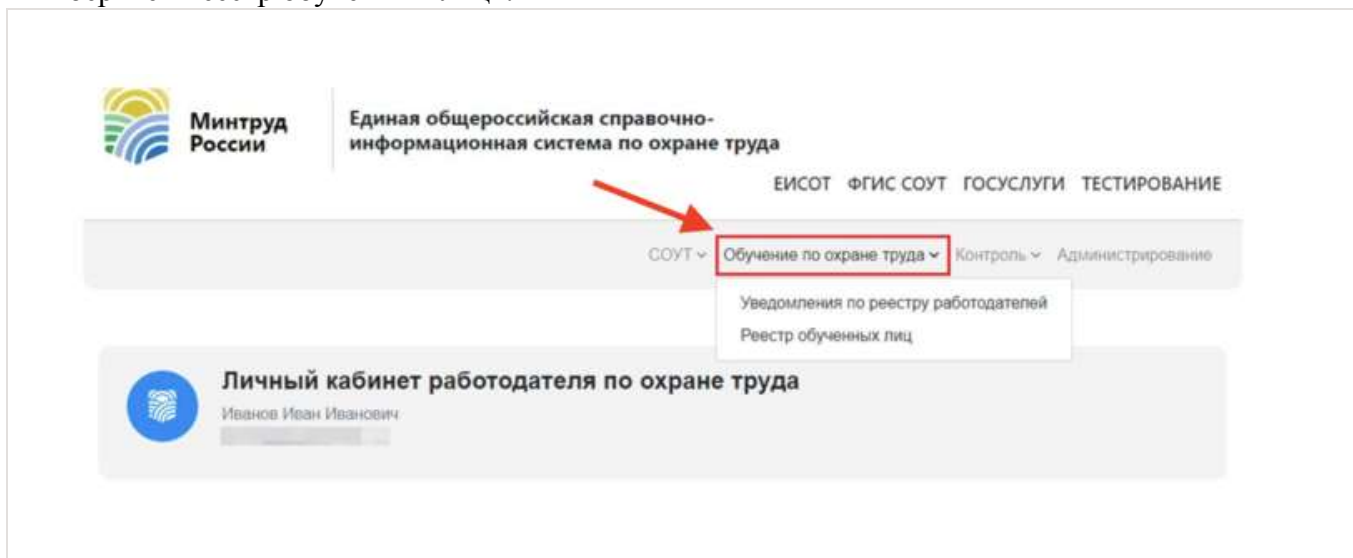 Минтруд
России
Единая общероссийская справочно-
информационная система по охране труда
ЕИСОТ ФГИС СОУТ ГОСУСЛУГИ ТЕСТИРОВАНИЕ
СОУТ Обучение по охране труда Контроль Администрирование
Уведомления по реестру работодателей
Реестр обученных лиц
Личный кабинет работодателя по охране труда
Иванов Иван Иванович